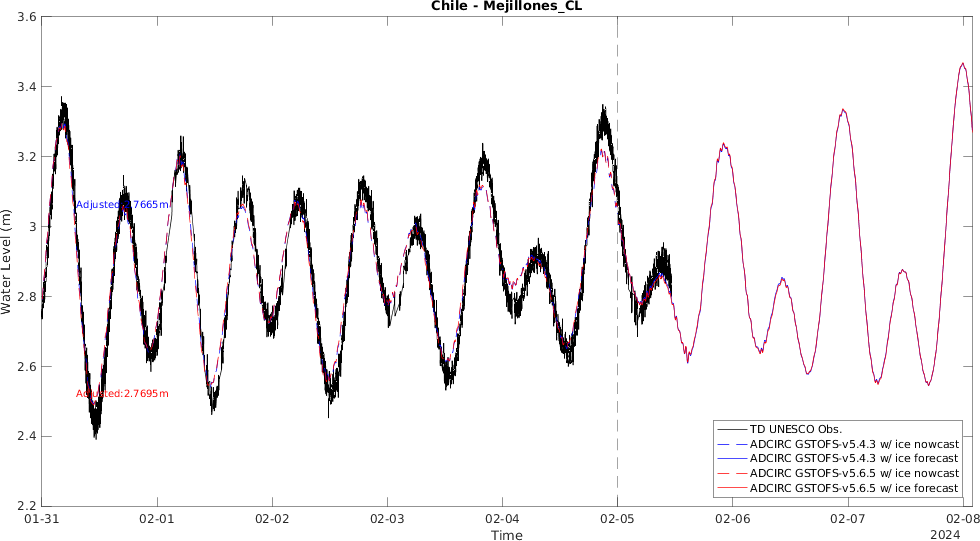 Chile - Mejillones_CL
3.6
3.4
3.2
3
2.8
2.6
2.4
2.2
Water Level (m)
Adjusted:2.7695m
01-31
02-01
02-02
02-03
02-04
02-05
02-06
02-07
02-08
Time
2024
TD UNESCO Obs.
ADCIRC GSTOFS-v5.4.3 w/ ice nowcast
ADCIRC GSTOFS-v5.4.3 w/ ice forecast
ADCIRC GSTOFS-v5.6.5 w/ ice nowcast
ADCIRC GSTOFS-v5.6.5 w/ ice forecast